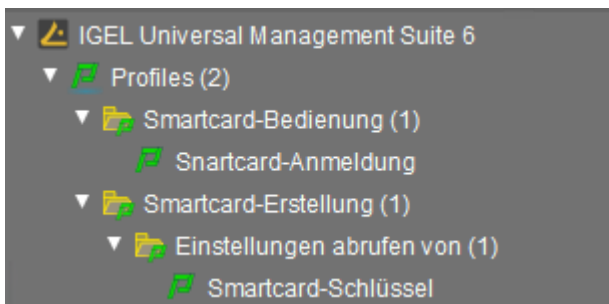 IGEL Universal Management Suite 6
Profiles (2)
Smartcard-Bedienung (1)
Snartcard-Anmeldung
Smartcard-Erstellung (1)
Einstellungen abrufen von (1)
Smartcard-Schlüssel